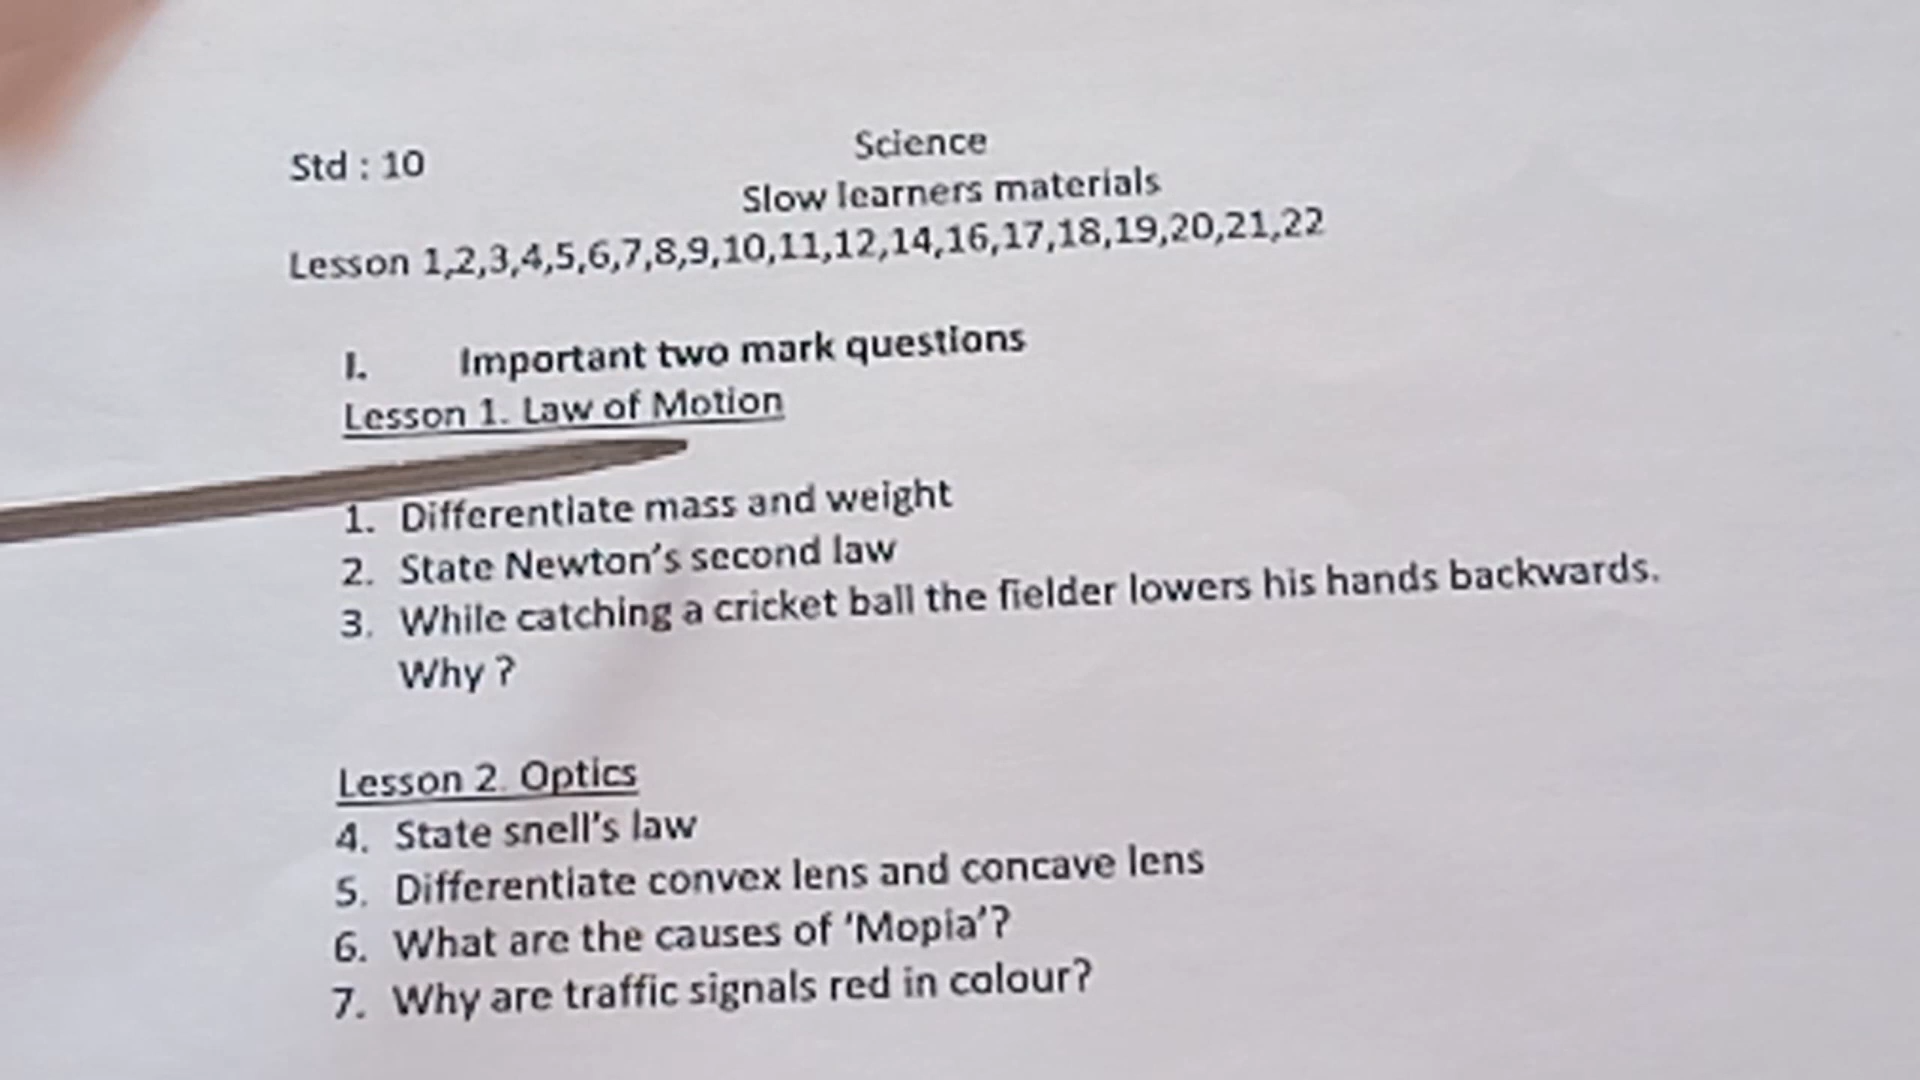 Std : 10
Science
Slow learners materials
Lesson 1,2,3,4,5,6,7,8,9,10,11,12,14,16,17,18,19,20,21,22
I. Important two mark questions
Lesson 1. Law of Motion
1. Differentiate mass and weight
2. State Newton's second law
3. While catching a cricket ball the fielder lowers his hands backwards.
Why ?
Lesson 2. Optics
4. State snell's law
5. Differentiate convex lens and concave lens
6. What are the causes of 'Mopia'?
7. Why are traffic signals red in colour?